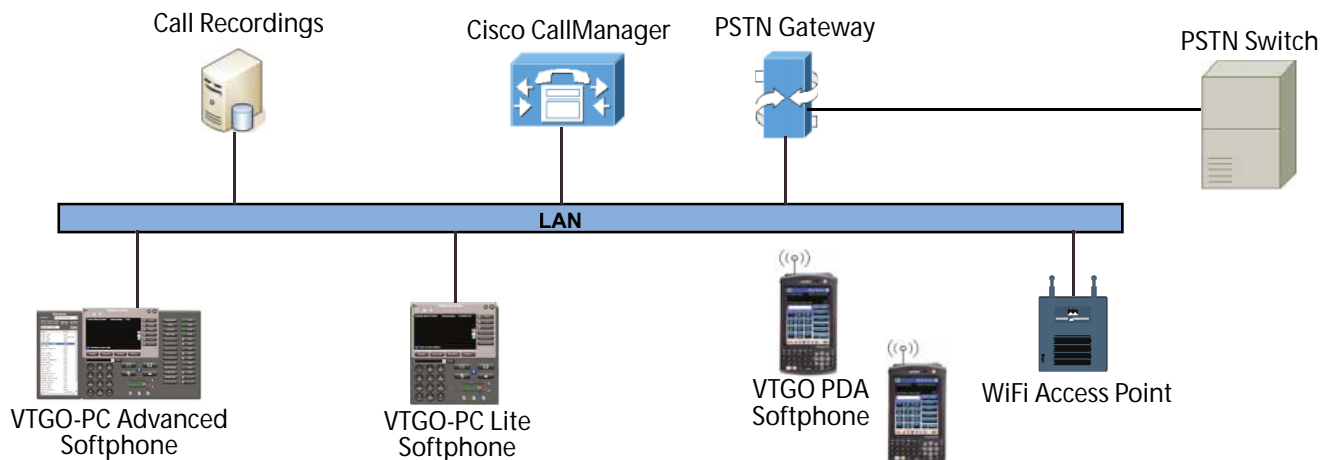 Call Recordings
Cisco CallManager
PSTN Gateway
PSTN Switch
LAN
VTGO-PC Advanced
Softphone
VTGO-PC Lite
Softphone
VTGO PDA
Softphone
WiFi Access Point